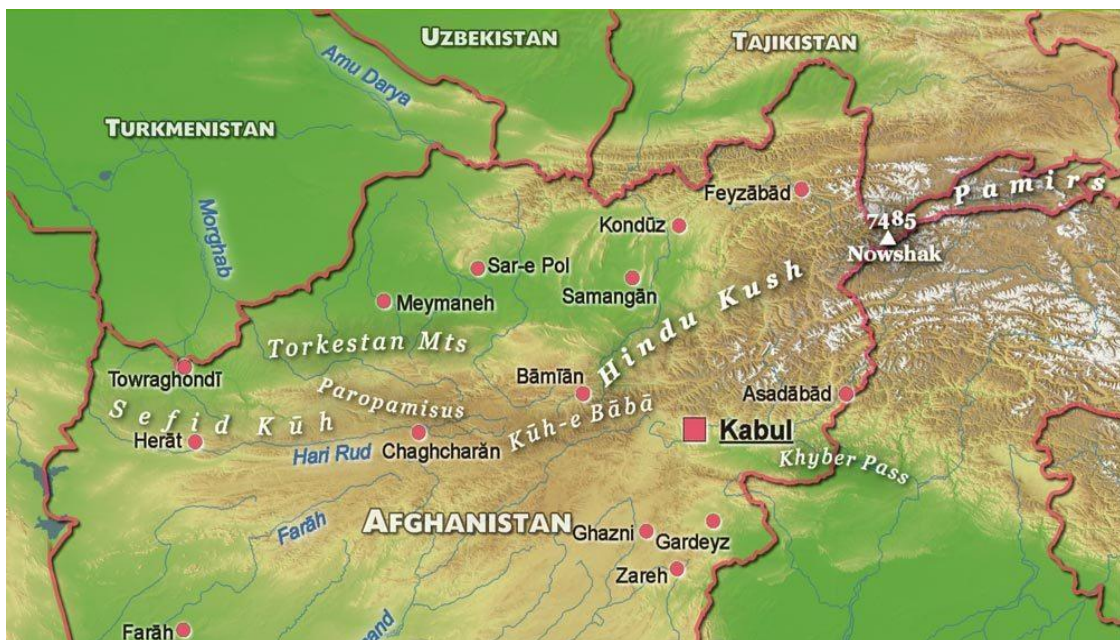 UZBEKISTAN
TAJIKISTAN
Amu Darya
TURKMENISTAN
Morghab
Feyzābād
Pamirs
7485
Nowshak
Kondūz
Sar-e Pol
Samangān
Meymaneh
Hindu Kush
Torkestan Mts
Towraghondī
Bāmīān
Paropamisus
Asadābād
Sefid Kūh
Kūh-e Bābā
Kabul
Herāt
Hari Rud
Chaghcharăn
Khyber Pass
Farāh
AFGHANISTAN
Ghazni
Gardeyz
Zareh
Farāh
and